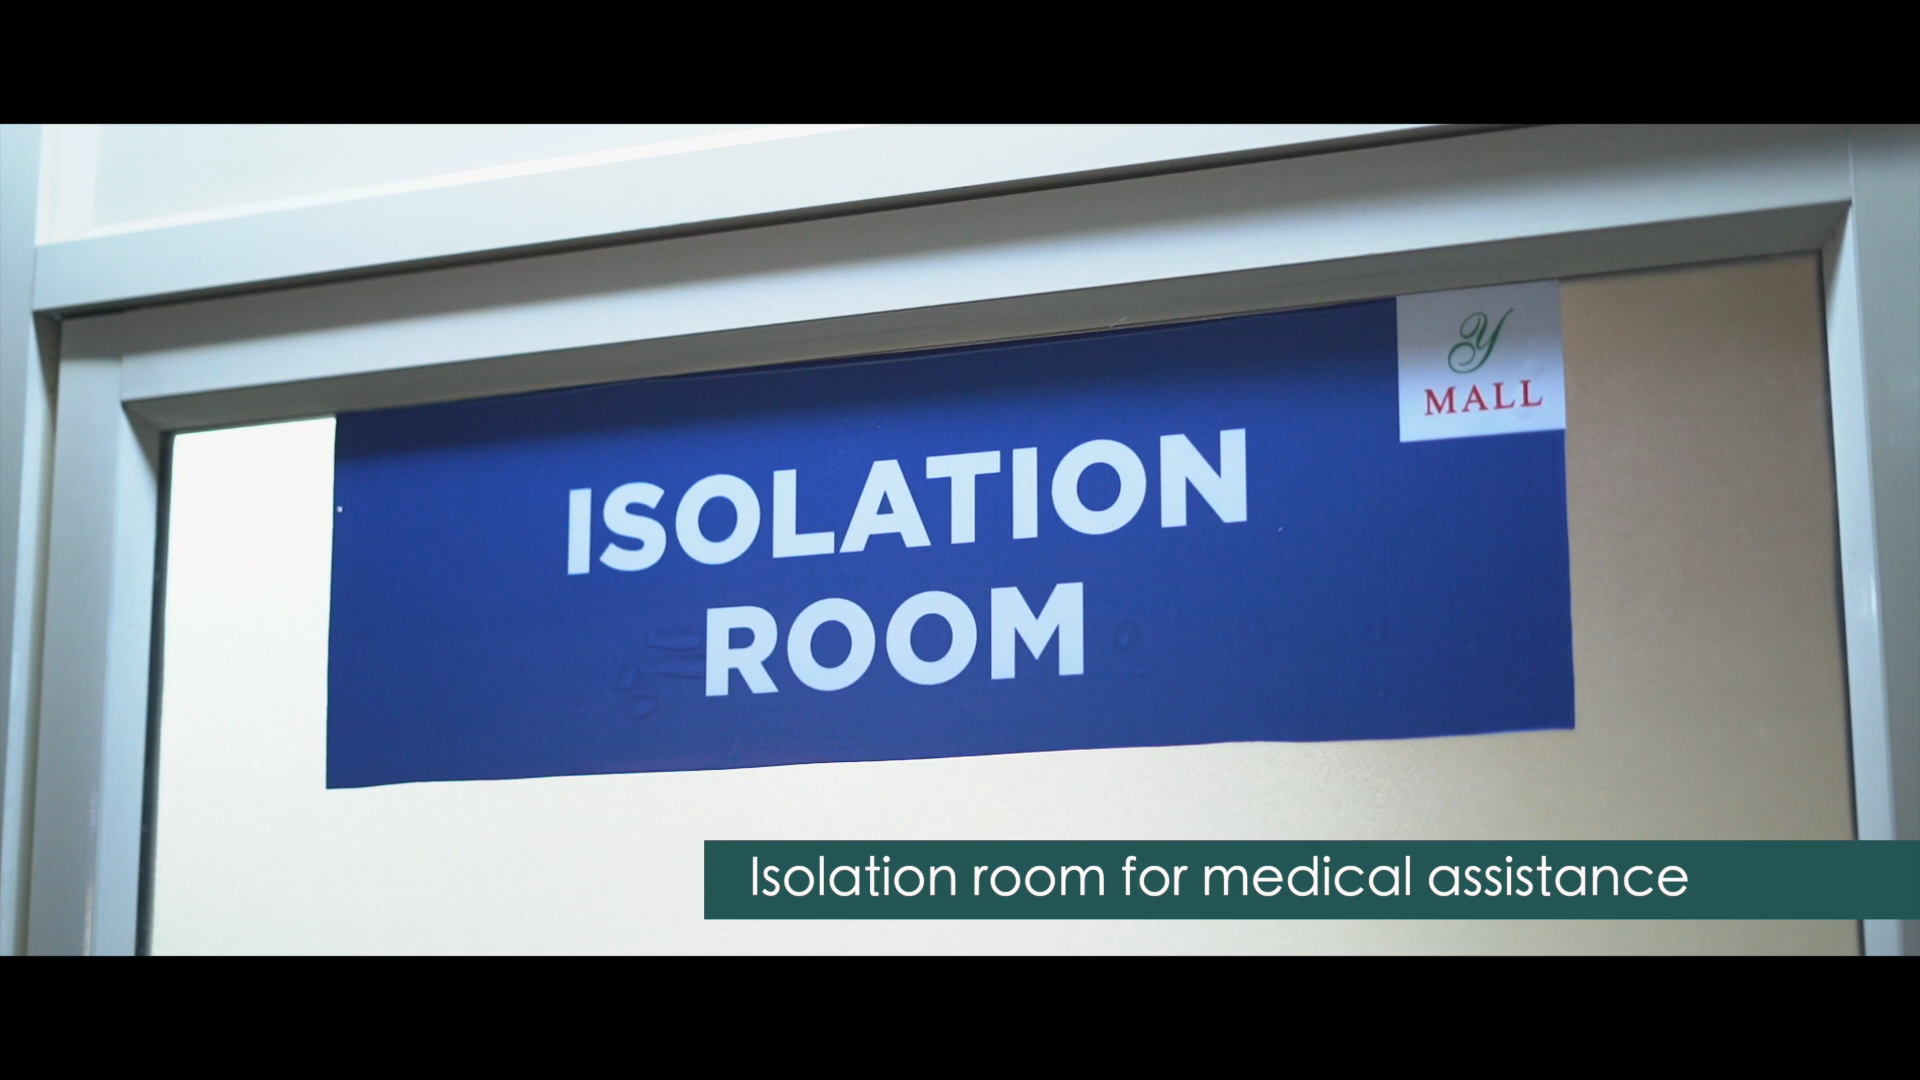 y
MALL
ISOLATION
ROOM
Isolation room for medical assistance